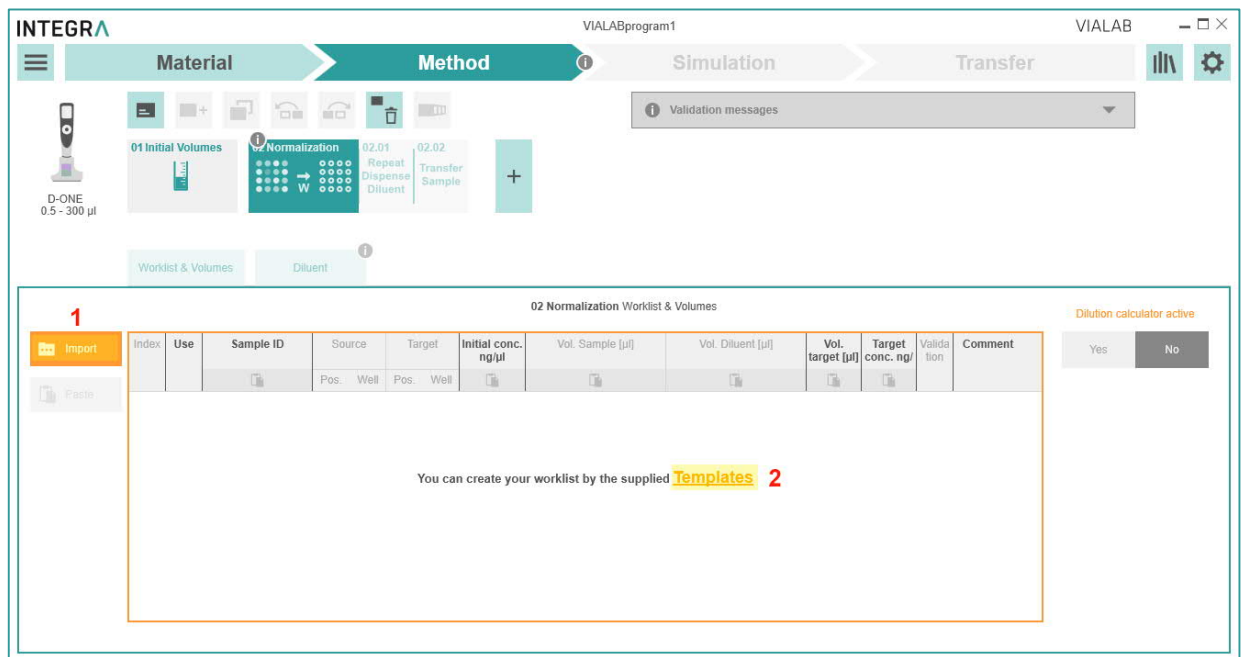 INTEGRA
VIALABprogram1
VIALAB
Material
Method
Simulation
Transfer
Validation messages
D-ONE
0.5 - 300 µl
01 Initial Volumes
02 Normalization
W
02.01
Repeat
Dispense
Diluent
02.02
Transfer
Sample
+
Worklist & Volumes
Diluent
02 Normalization Worklist & Volumes
Dilution calculator active
Yes
No
1
Import
Paste
Index
Use
Sample ID
Source
Target
Initial conc.
ng/µl
Vol. Sample [µl]
Vol. Diluent [µl]
Vol.
target [µl]
Target
conc. ng/
Valida
tion
Comment
Pos. Well Pos. Well
You can create your worklist by the supplied Templates 2